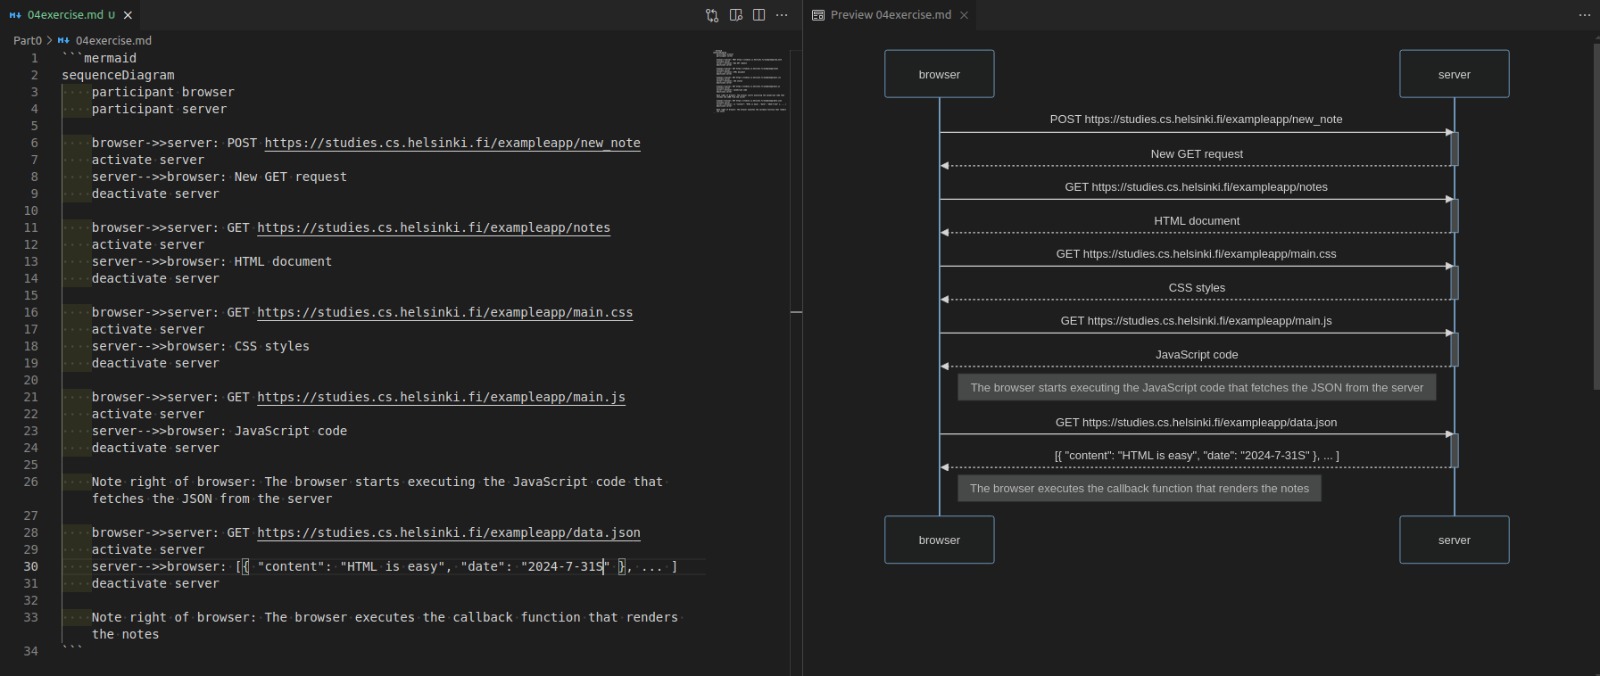 04exercise.md U
Part0 > 04exercise.md
1 ```mermaid
2 sequenceDiagram
3 participant browser
4 participant server
5
6 browser->>server: POST https://studies.cs.helsinki.fi/exampleapp/new_note
7 activate server
8 server-->>browser: New GET request
9 deactivate server
10
11 browser->>server: GET https://studies.cs.helsinki.fi/exampleapp/notes
12 activate server
13 server-->>browser: HTML document
14 deactivate server
15
16 browser->>server: GET https://studies.cs.helsinki.fi/exampleapp/main.css
17 activate server
18 server-->>browser: CSS styles
19 deactivate server
20
21 browser->>server: GET https://studies.cs.helsinki.fi/exampleapp/main.js
22 activate server
23 server-->>browser: JavaScript code
24 deactivate server
25
26 Note right of browser: The browser starts executing the JavaScript code that
fetches the JSON from the server
27
28 browser->>server: GET https://studies.cs.helsinki.fi/exampleapp/data.json
29 activate server
30 server-->>browser: [{ "content": "HTML is easy", "date": "2024-7-31S" }, ... ]
31 deactivate server
32
33 Note right of browser: The browser executes the callback function that renders
the notes
34 ```
Preview 04exercise.md
browser server
POST https://studies.cs.helsinki.fi/exampleapp/new_note
New GET request
GET https://studies.cs.helsinki.fi/exampleapp/notes
HTML document
GET https://studies.cs.helsinki.fi/exampleapp/main.css
CSS styles
GET https://studies.cs.helsinki.fi/exampleapp/main.js
JavaScript code
The browser starts executing the JavaScript code that fetches the JSON from the server
GET https://studies.cs.helsinki.fi/exampleapp/data.json
[{ "content": "HTML is easy", "date": "2024-7-31S" }, ... ]
The browser executes the callback function that renders the notes
browser server